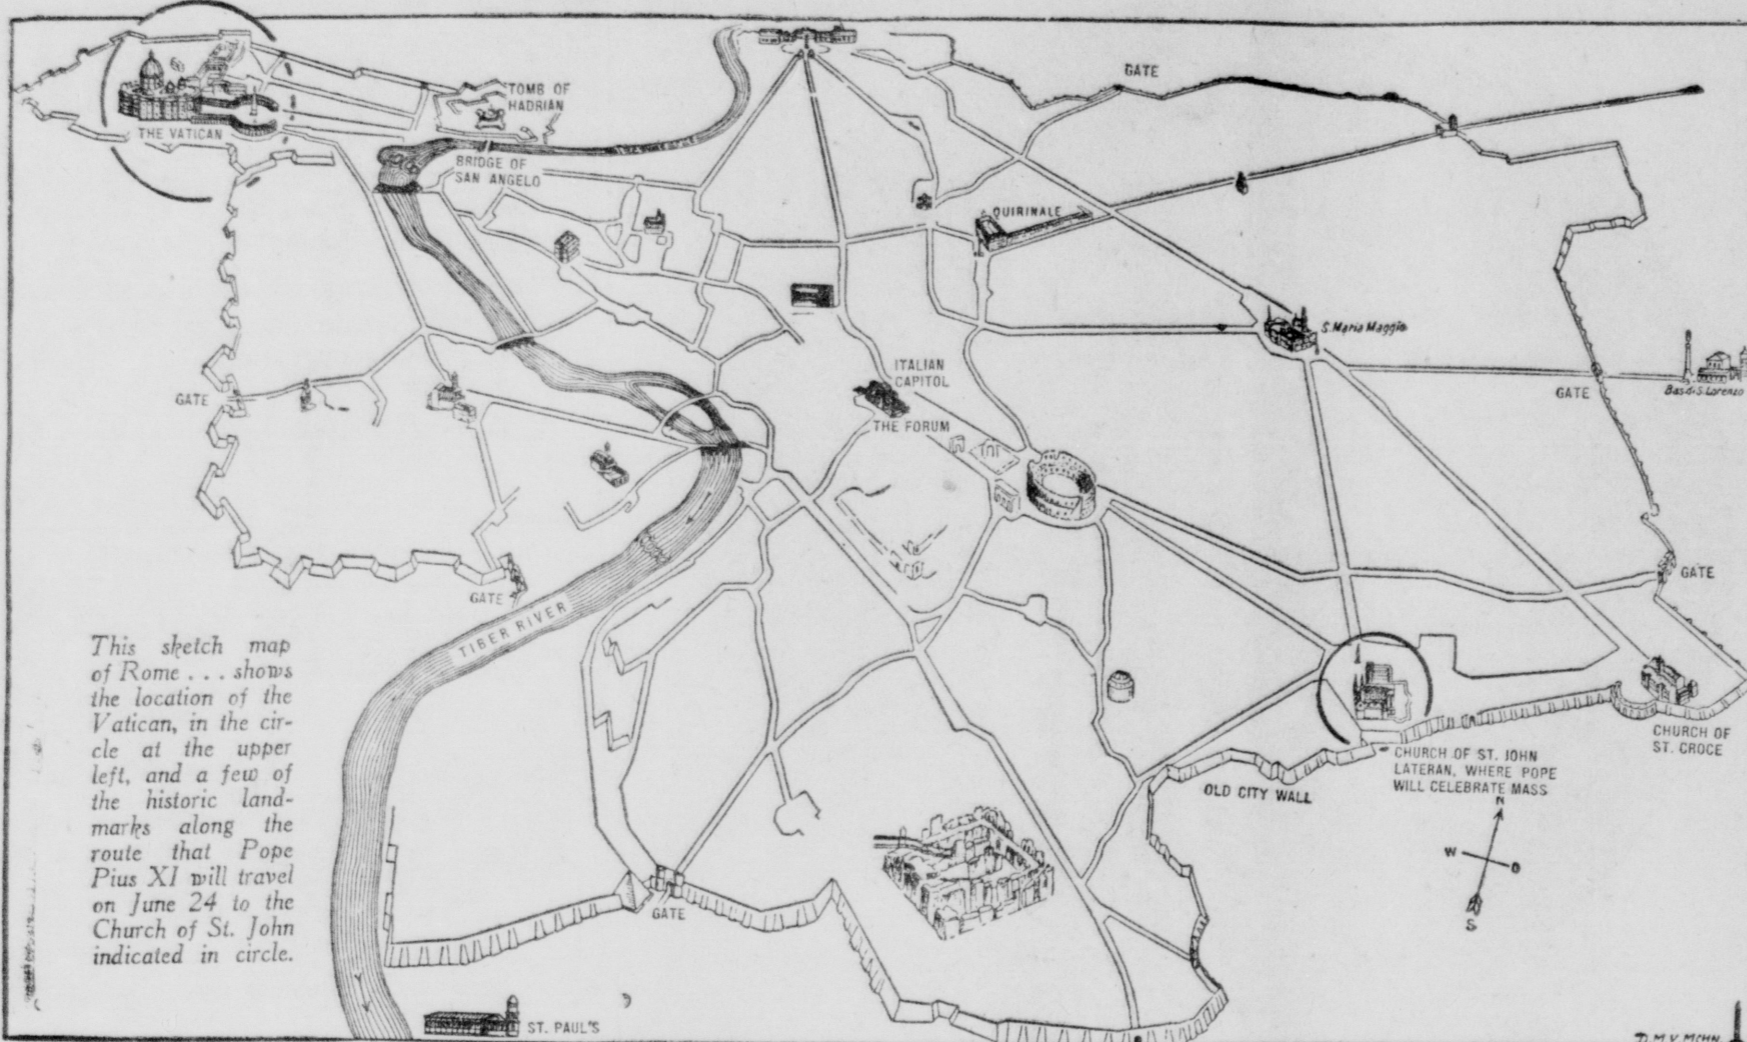 GATE
TOMB OF
HADRIAN
THE VATICAN
BRIDGE OF
SAN ANGELO
QUIRINALE
S. Maria Maggio
ITALIAN
CAPITOL
GATE
GATE
Bas di S. Lorenzo
THE FORUM
GATE
GATE
TIBER RIVER
This sketch map
of Rome . . . shows
the location of the
Vatican, in the cir-
cle at the upper
left, and a few of
the historic land-
marks along the
route that Pope
Pius XI will travel
on June 24 to the
Church of St. John
indicated in circle.
CHURCH OF
ST. CROCE
CHURCH OF ST. JOHN
LATERAN, WHERE POPE
WILL CELEBRATE MASS
OLD CITY WALL
N
W
O
S
GATE
ST. PAUL'S